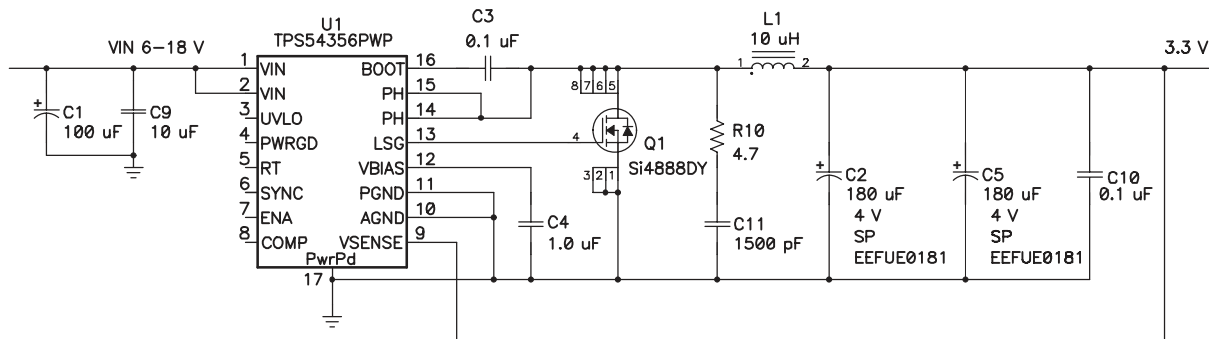 U1
TPS54356PWP
VIN 6–18 V
C3
0.1 uF
L1
10 uH
3.3 V
1 VIN BOOT 16
2 VIN PH 15
3 UVLO PH 14
4 PWRGD LSG 13
5 RT VBIAS 12
6 SYNC PGND 11
7 ENA AGND 10
8 COMP VSENSE 9
PwrPd
17
+ C1
100 uF
C9
10 uF
C4
1.0 uF
8 7 6 5
4
3 2 1
Q1
Si4888DY
1 2
R10
4.7
C11
1500 pF
+ C2
180 uF
4 V
SP
EEFUE0181
+ C5
180 uF
4 V
SP
EEFUE0181
C10
0.1 uF